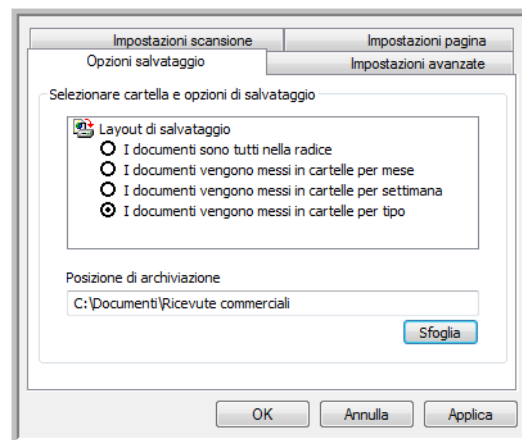 Impostazioni scansione
Impostazioni pagina
Opzioni salvataggio
Impostazioni avanzate
Selezionare cartella e opzioni di salvataggio
Layout di salvataggio
I documenti sono tutti nella radice
I documenti vengono messi in cartelle per mese
I documenti vengono messi in cartelle per settimana
I documenti vengono messi in cartelle per tipo
Posizione di archiviazione
C:\Documenti\Ricevute commerciali
Sfoglia
OK
Annulla
Applica